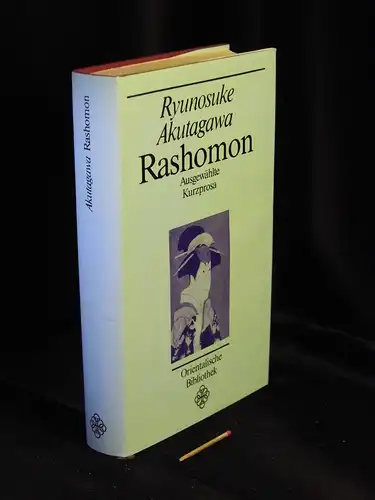 Akutagawa Rashomon
Ryunosuke
Akutagawa
Rashomon
Ausgewählte
Kurzprosa
Orientalische
Bibliothek